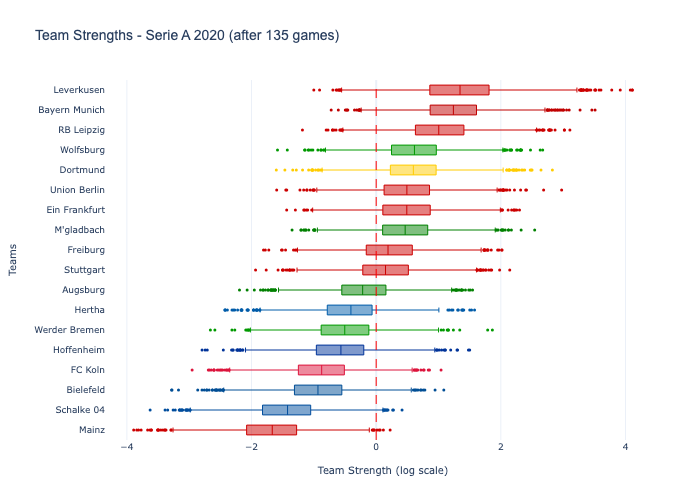 Team Strengths - Serie A 2020 (after 135 games)
Leverkusen
Bayern Munich
RB Leipzig
Wolfsburg
Dortmund
Union Berlin
Ein Frankfurt
M'gladbach
Freiburg
Stuttgart
Augsburg
Hertha
Werder Bremen
Hoffenheim
FC Koln
Bielefeld
Schalke 04
Mainz
Teams
−4
−2
0
2
4
Team Strength (log scale)